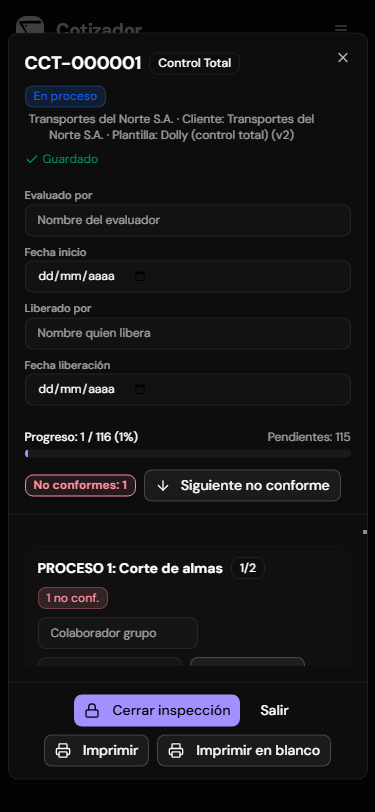 Cotizador
CCT-000001 Control Total
En proceso
Transportes del Norte S.A. · Cliente: Transportes del
Norte S.A. · Plantilla: Dolly (control total) (v2)
Guardado
Evaluado por
Nombre del evaluador
Fecha inicio
dd/mm/aaaa
Liberado por
Nombre quien libera
Fecha liberación
dd/mm/aaaa
Progreso: 1 / 116 (1%) Pendientes: 115
No conformes: 1 Siguiente no conforme
PROCESO 1: Corte de almas 1/2
1 no conf.
Colaborador grupo
Cerrar inspección Salir
Imprimir Imprimir en blanco